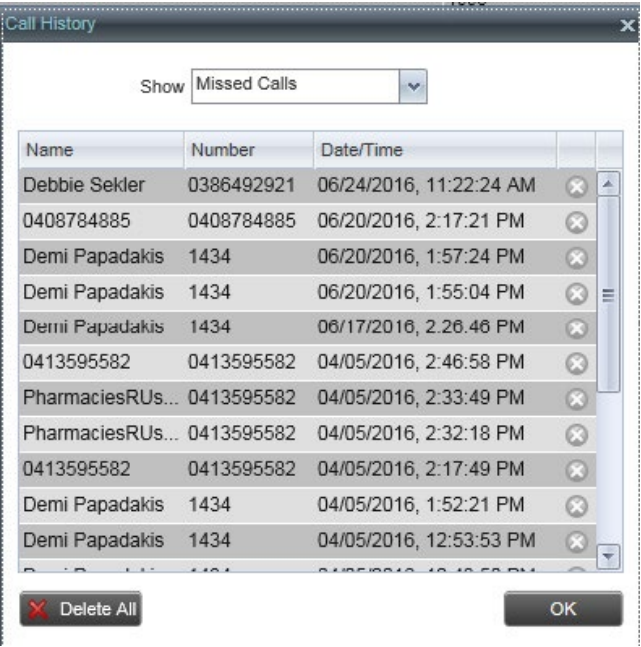 Call History
Show Missed Calls
Name Number Date/Time
Debbie Sekler 0386492921 06/24/2016, 11:22:24 AM
0408784885 0408784885 06/20/2016, 2:17:21 PM
Demi Papadakis 1434 06/20/2016, 1:57:24 PM
Demi Papadakis 1434 06/20/2016, 1:55:04 PM
Demi Papadakis 1434 06/17/2016, 2:26:46 PM
0413595582 0413595582 04/05/2016, 2:46:58 PM
PharmaciesRUs... 0413595582 04/05/2016, 2:33:49 PM
PharmaciesRUs... 0413595582 04/05/2016, 2:32:18 PM
0413595582 0413595582 04/05/2016, 2:17:49 PM
Demi Papadakis 1434 04/05/2016, 1:52:21 PM
Demi Papadakis 1434 04/05/2016, 12:53:53 PM
Delete All OK